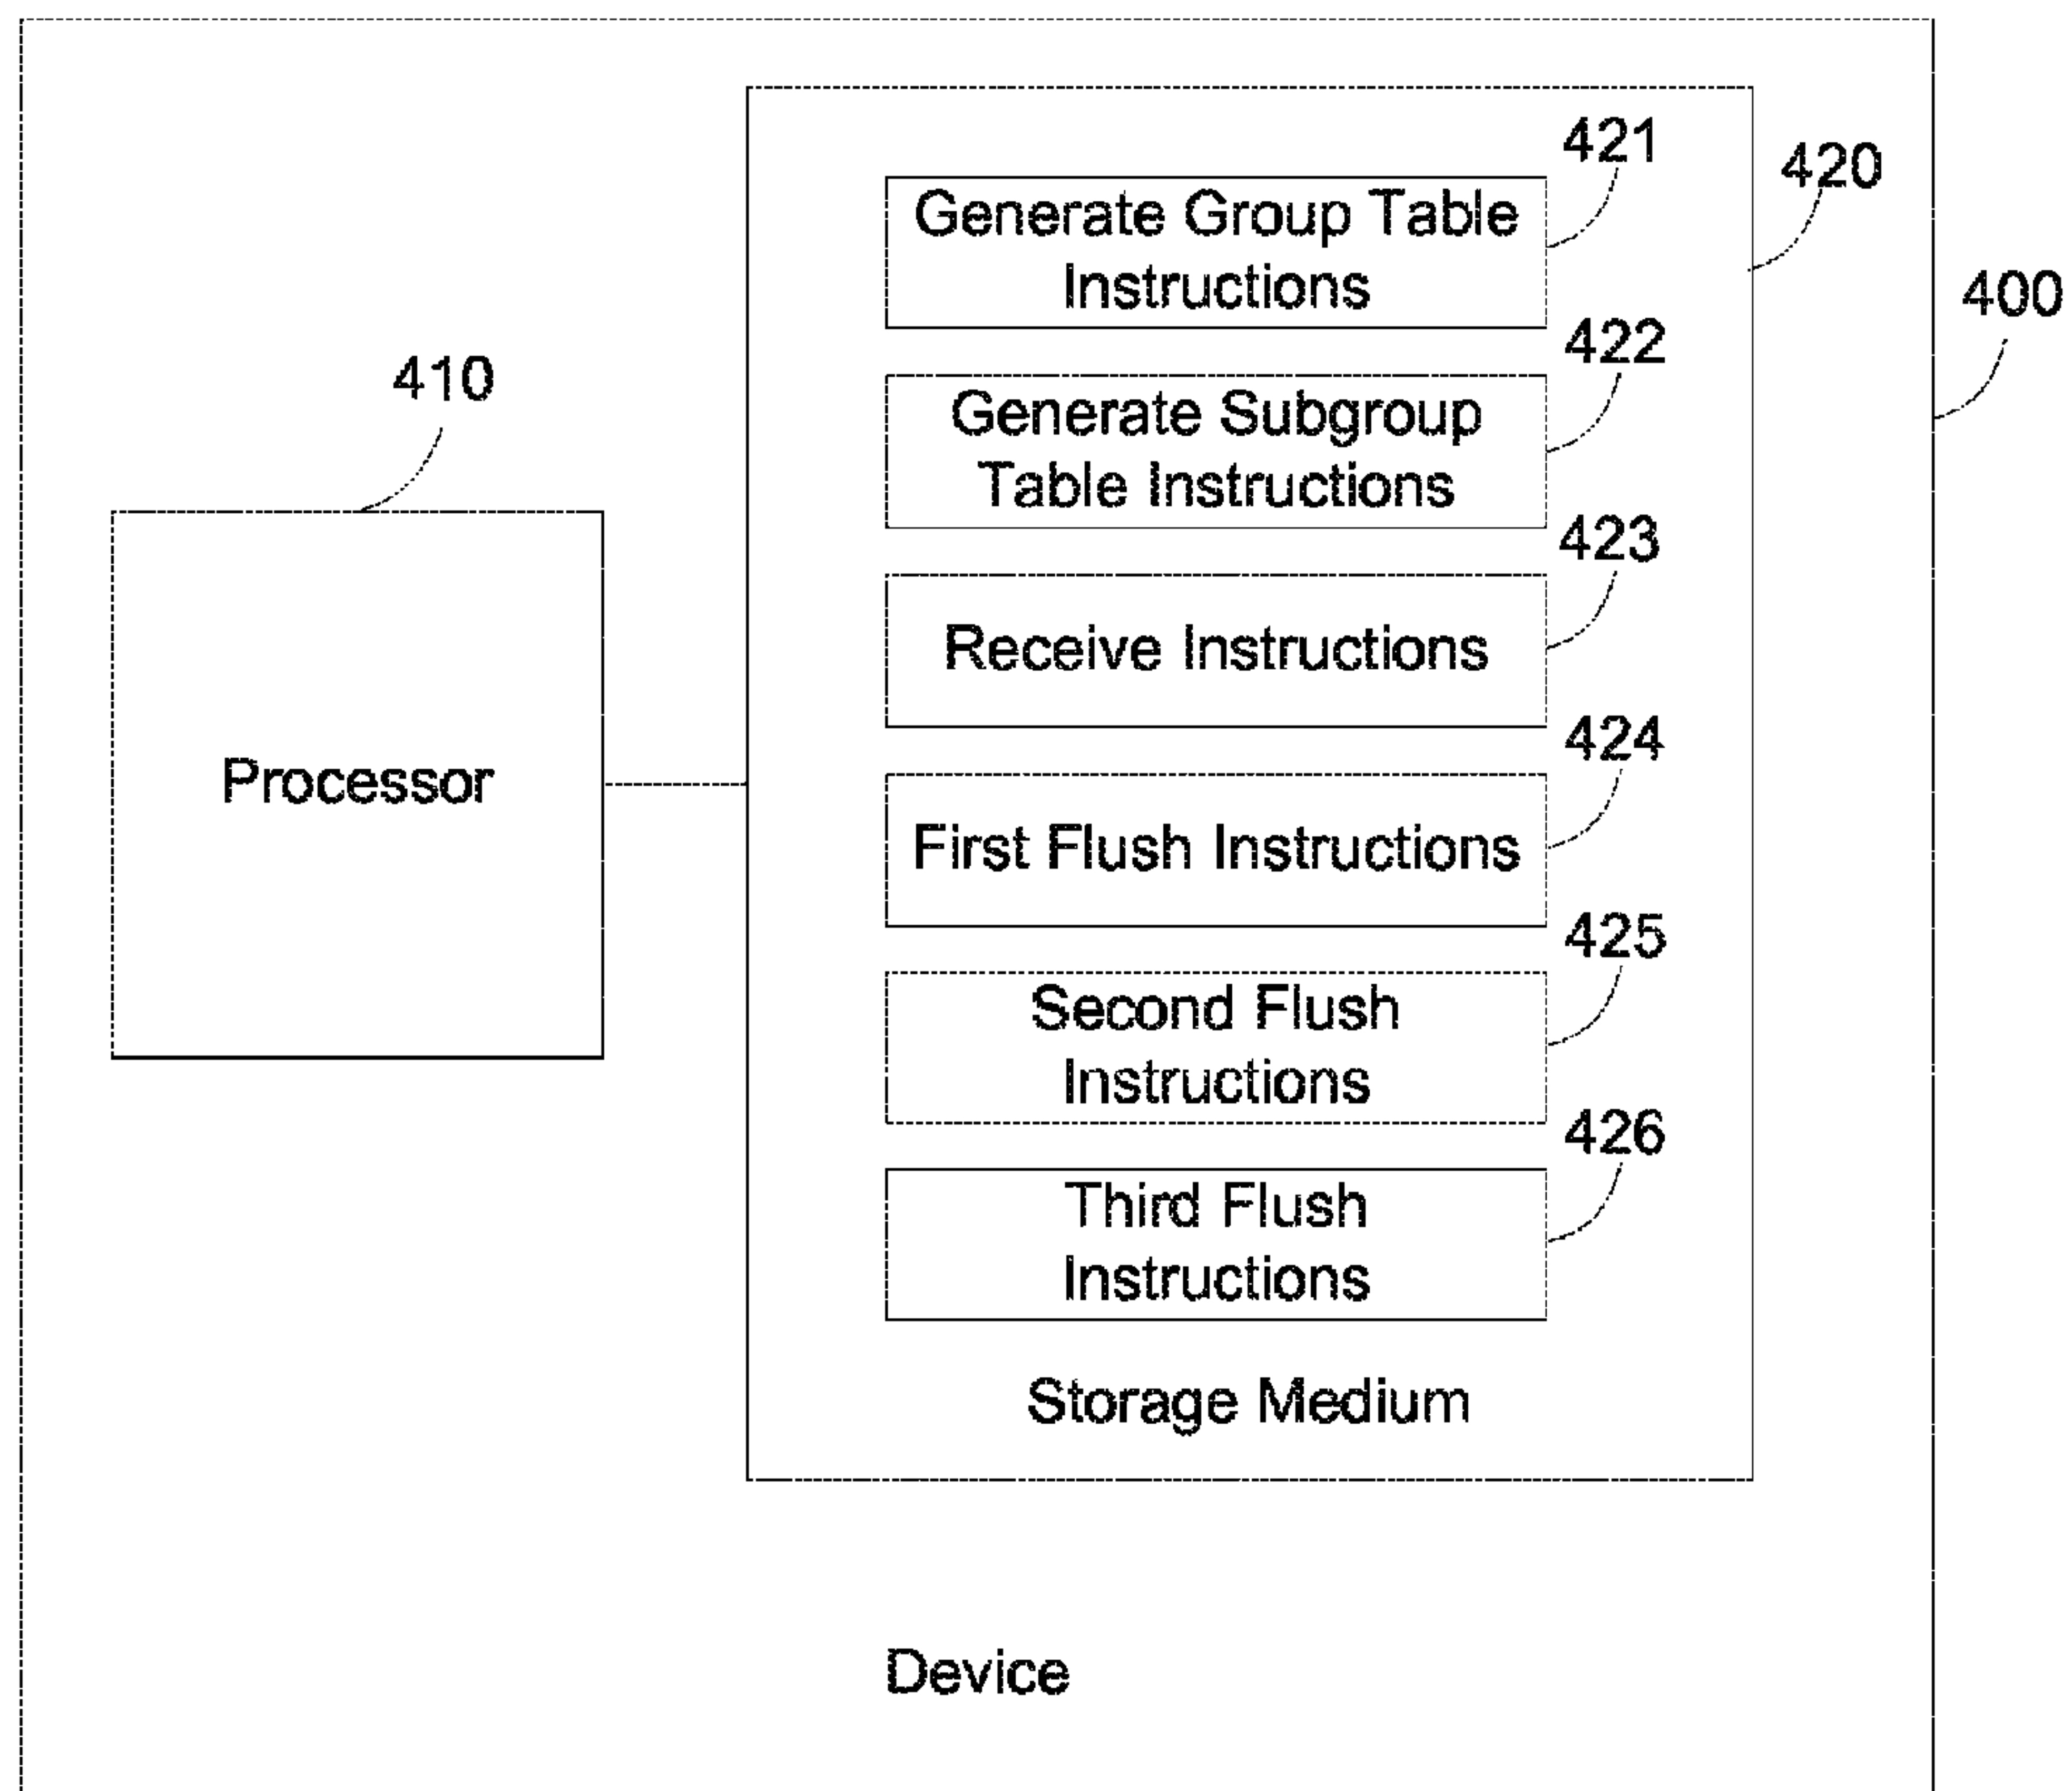 421
420
Generate Group Table
Instructions
400
422
410
Generate Subgroup
Table Instructions
423
Receive Instructions
424
Processor
First Flush Instructions
425
Second Flush
Instructions
426
Third Flush
Instructions
Storage Medium
Device